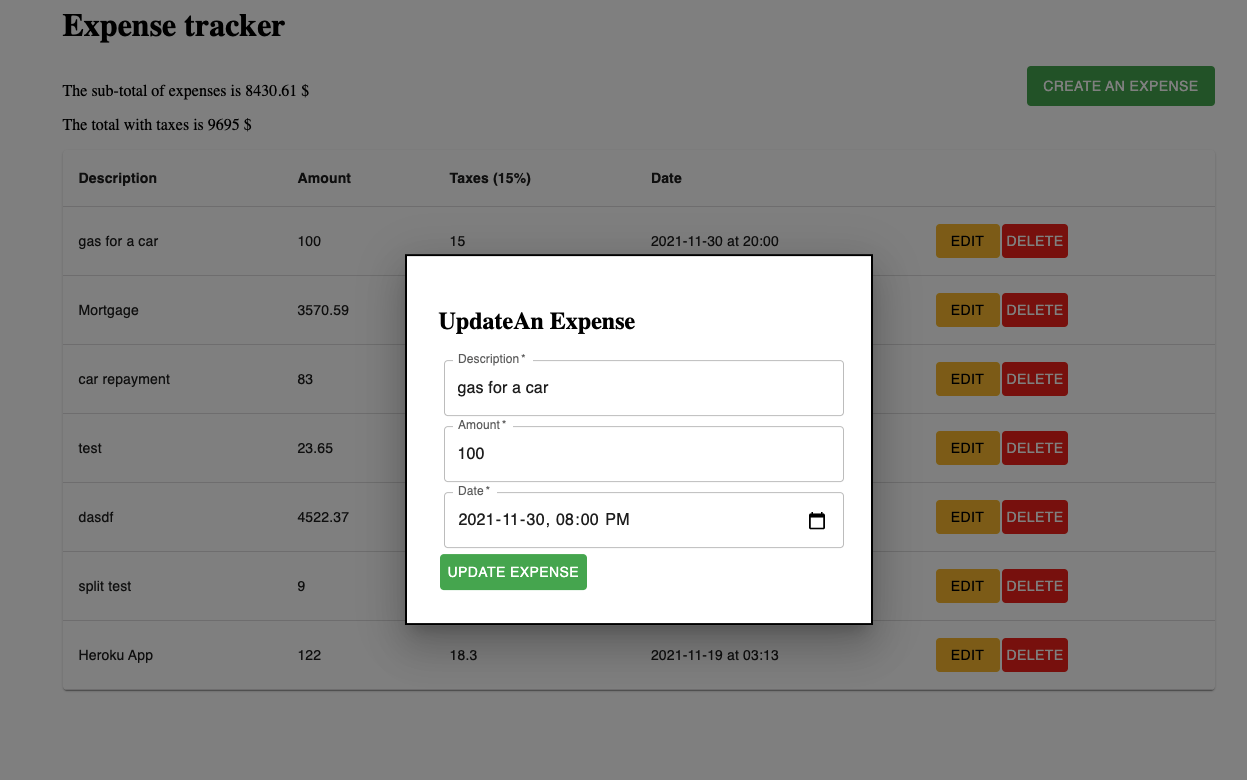 Expense tracker
The sub-total of expenses is 8430.61 $
CREATE AN EXPENSE
The total with taxes is 9695 $
Description Amount Taxes (15%) Date
gas for a car 100 15 2021-11-30 at 20:00 EDIT DELETE
Mortgage 3570.59 EDIT DELETE
car repayment 83 EDIT DELETE
test 23.65 EDIT DELETE
dasdf 4522.37 EDIT DELETE
split test 9 EDIT DELETE
Heroku App 122 18.3 2021-11-19 at 03:13 EDIT DELETE
UpdateAn Expense
Description *
gas for a car
Amount *
100
Date *
2021-11-30, 08:00 PM
UPDATE EXPENSE